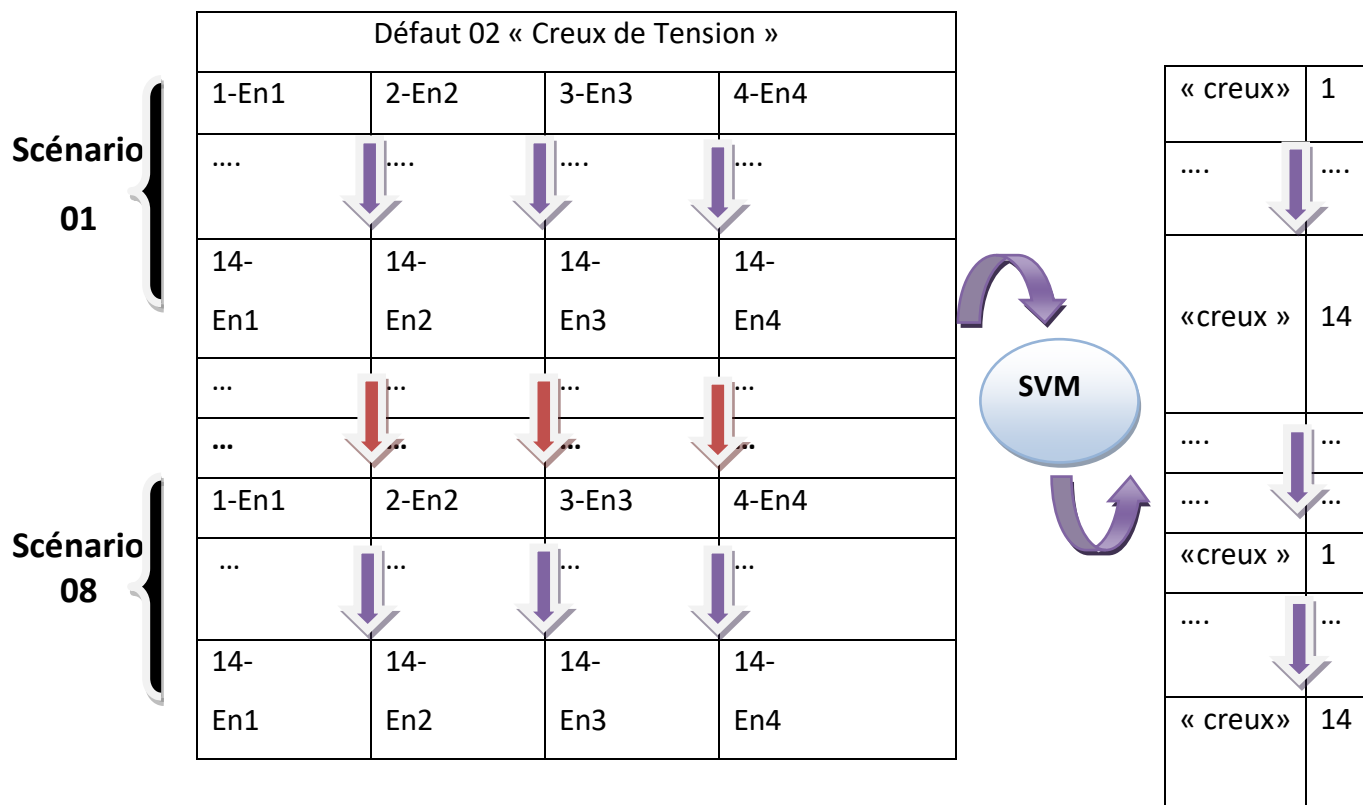 Défaut 02 « Creux de Tension »
Scénario
01
1-En1 2-En2 3-En3 4-En4
.... .... .... ....
14- 14- 14- 14-
En1 En2 En3 En4
... ... ... ...
... ... ... ...
Scénario
08
1-En1 2-En2 3-En3 4-En4
... ... ... ...
14- 14- 14- 14-
En1 En2 En3 En4
SVM
« creux» 1
.... ....
«creux » 14
.... ...
.... ...
«creux » 1
.... ...
« creux» 14